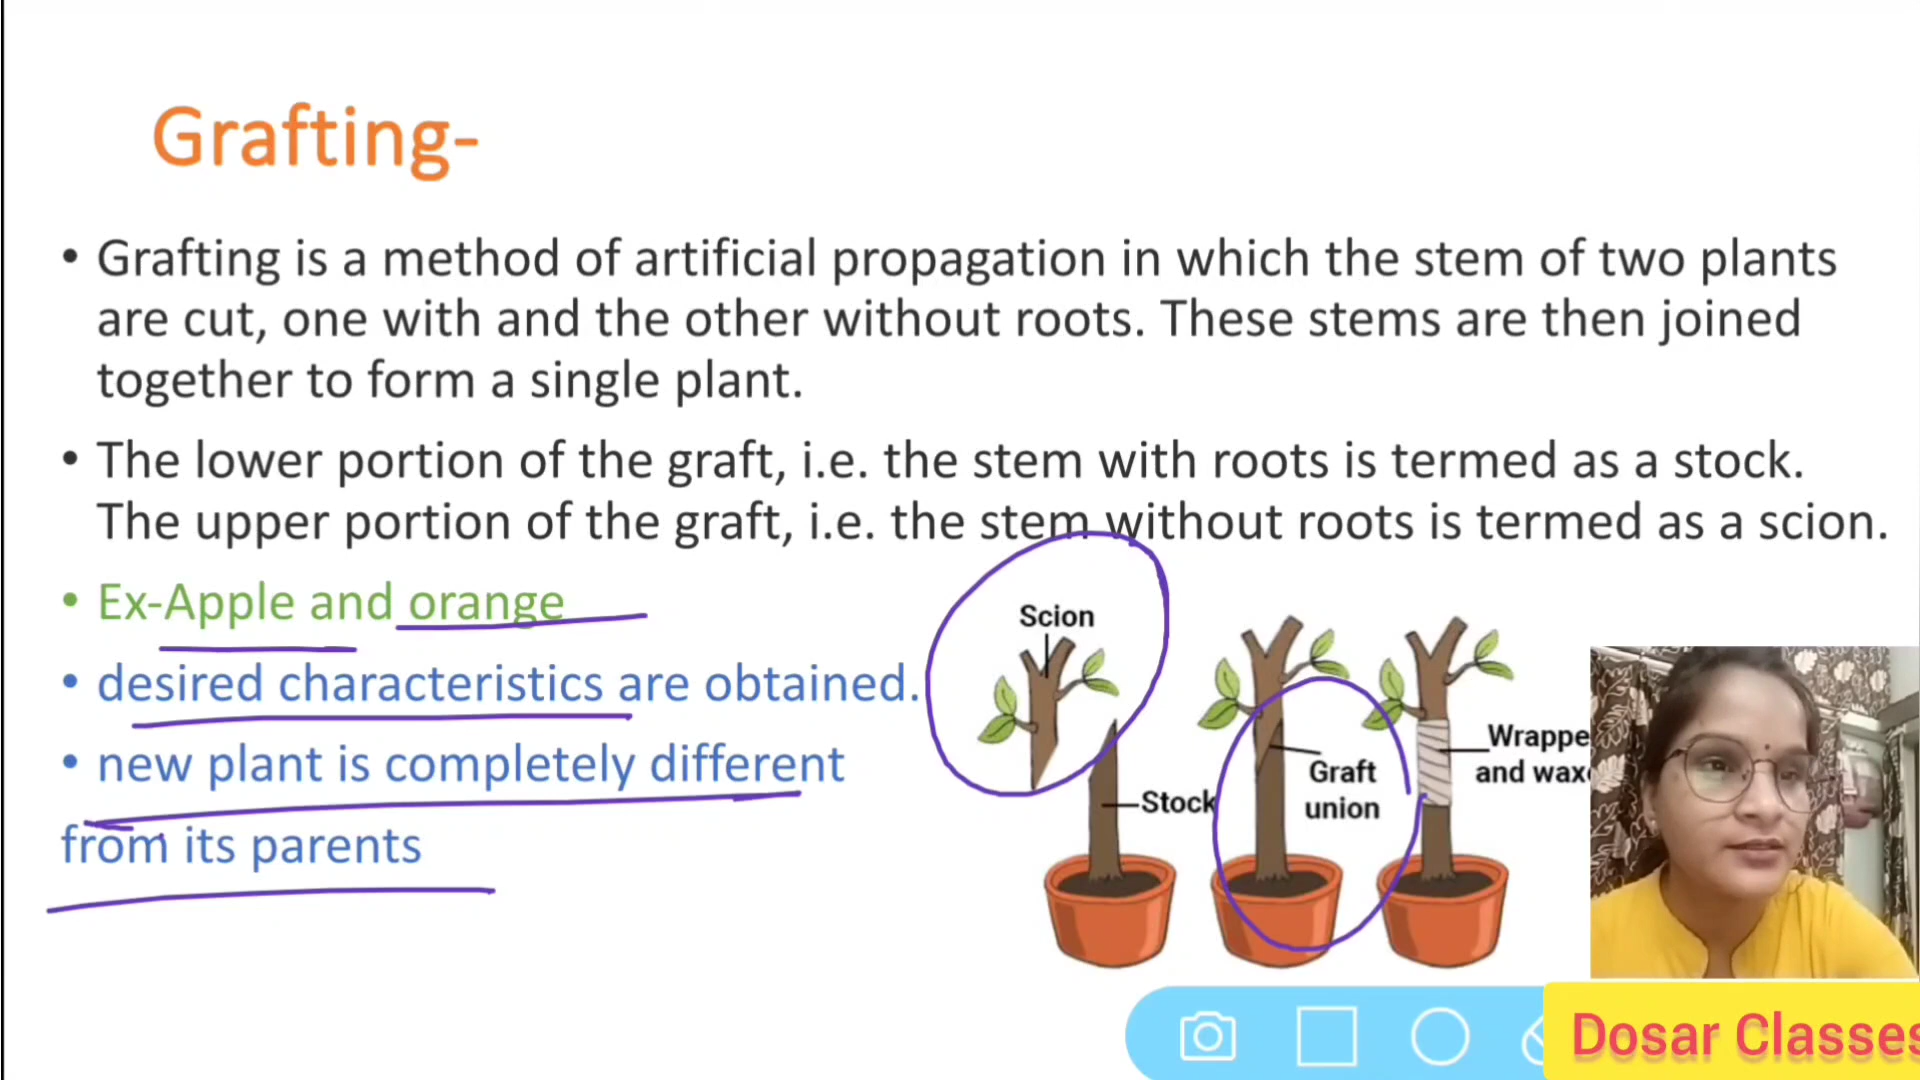 Grafting-
• Grafting is a method of artificial propagation in which the stem of two plants
are cut, one with and the other without roots. These stems are then joined
together to form a single plant.
• The lower portion of the graft, i.e. the stem with roots is termed as a stock.
The upper portion of the graft, i.e. the stem without roots is termed as a scion.
• Ex-Apple and orange
• desired characteristics are obtained.
• new plant is completely different
from its parents
Scion
Stock
Graft
union
Wrappe
and wax
Dosar Classes